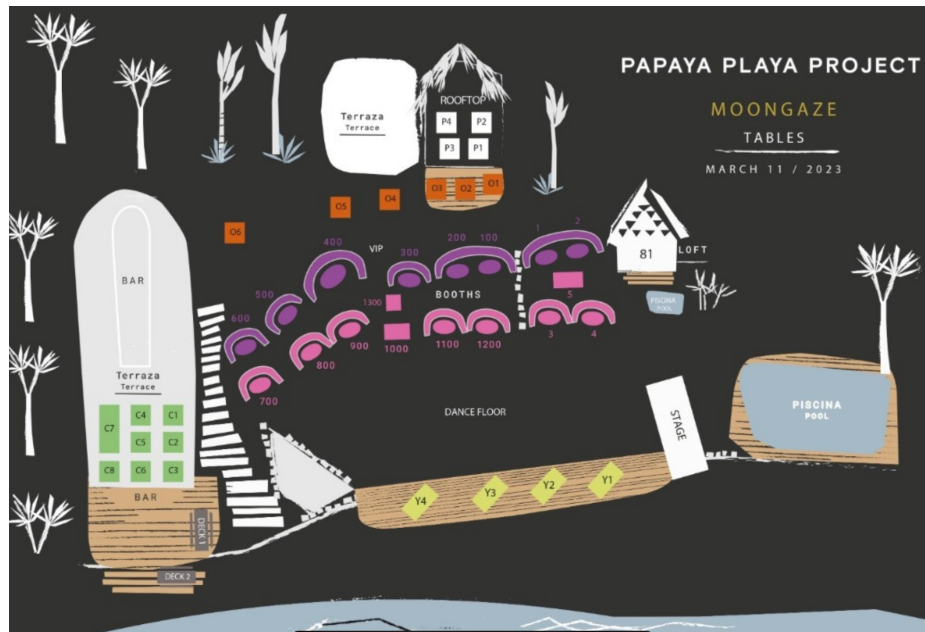 PAPAYA PLAYA PROJECT
MOONGAZE
TABLES
MARCH 11 / 2023
Terraza
Terrace
ROOFTOP
P4 P2
P3 P1
O3 O2 O1
O4
O5
O6
VIP
400
300
200 100
1 2
81
LOFT
PISCINA
POOL
BAR
500
600
1300
BOOTHS
5
1000
900
800
700
1100 1200
3 4
Terraza
Terrace
C7
C4 C1
C5 C2
C8 C6 C3
BAR
DECK 1
DECK 2
DANCE FLOOR
STAGE
PISCINA
POOL
Y4 Y3 Y2 Y1